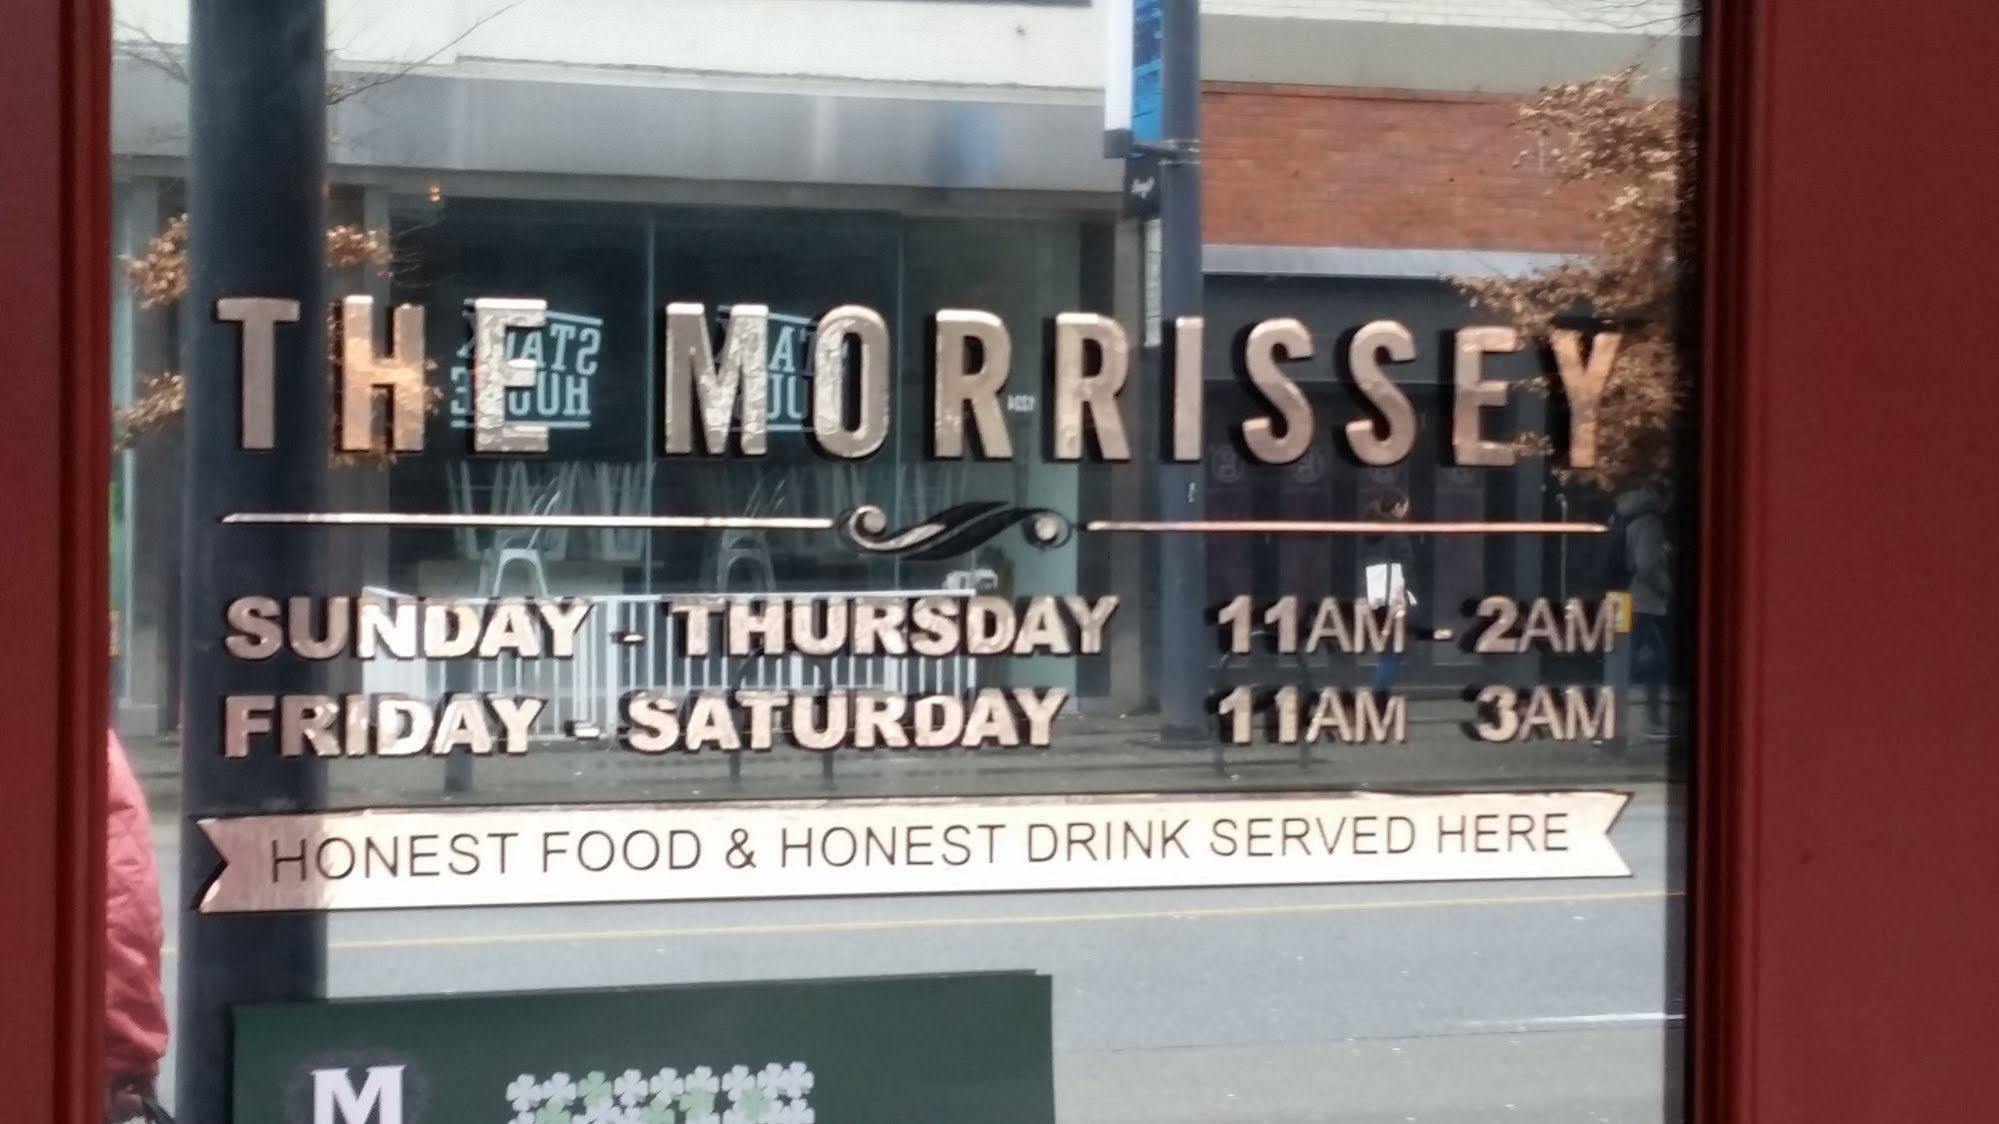 THE MORRISSEY
SUNDAY - THURSDAY 11AM - 2AM
FRIDAY - SATURDAY 11AM - 3AM
HONEST FOOD & HONEST DRINK SERVED HERE
M